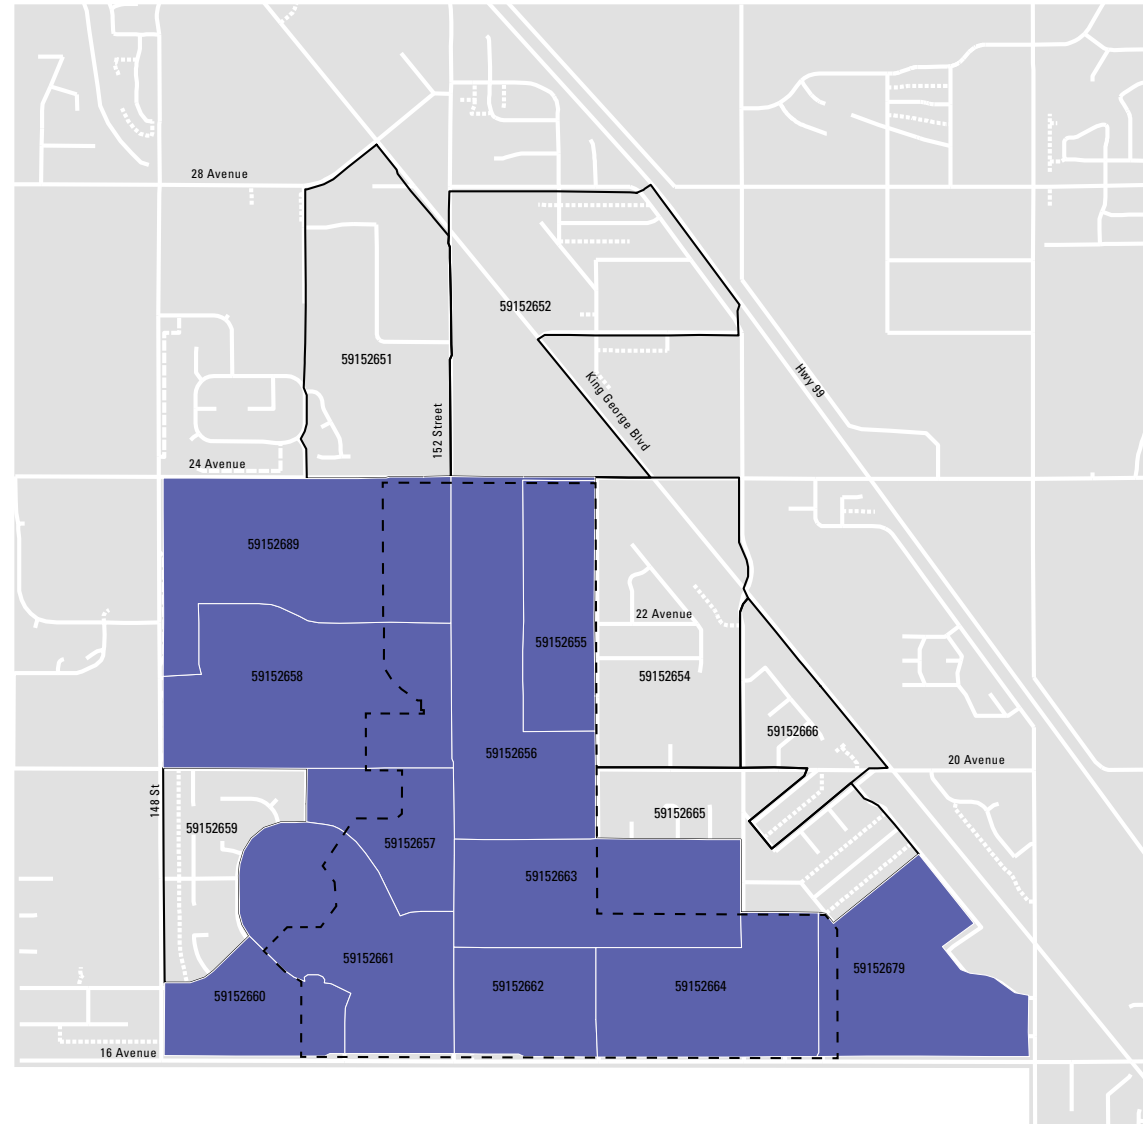 28 Avenue
59152652
59152651
King George Blvd
Hwy 99
152 Street
24 Avenue
59152689
22 Avenue
59152655
59152658
59152654
59152666
59152656
20 Avenue
148 St
59152665
59152659
59152657
59152663
59152661
59152679
59152662
59152664
59152660
16 Avenue